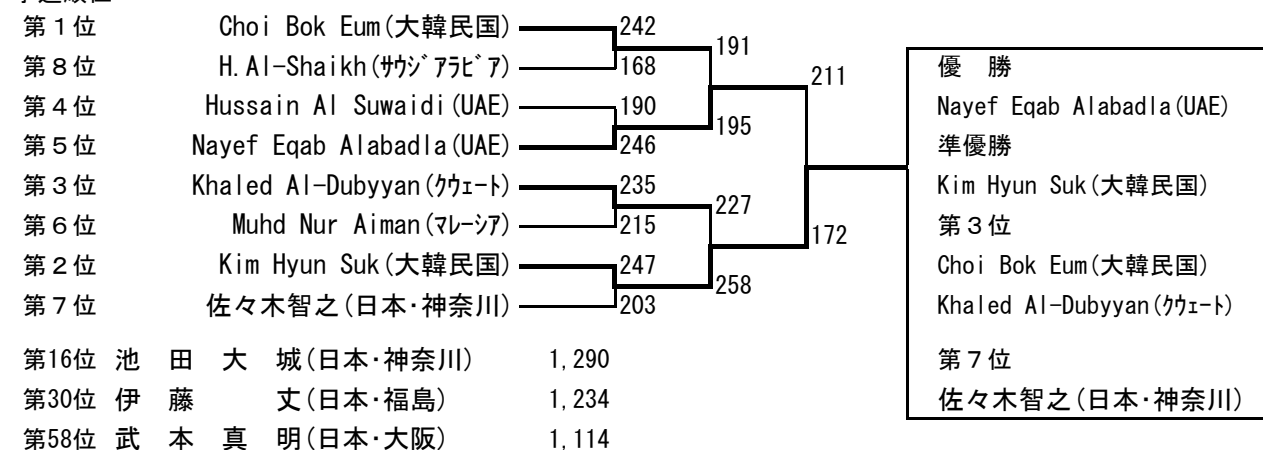 第１位 Choi Bok Eum(大韓民国) 242
191
第８位 H.Al-Shaikh(ｻｳｼﾞｱﾗﾋﾞｱ) 168
211
優　勝
第４位 Hussain Al Suwaidi(UAE) 190
Nayef Eqab Alabadla(UAE)
195
第５位 Nayef Eqab Alabadla(UAE) 246
準優勝
第３位 Khaled Al-Dubyyan(ｸｳｪｰﾄ) 235
Kim Hyun Suk(大韓民国)
227
第６位 Muhd Nur Aiman(ﾏﾚｰｼｱ) 215
172
第３位
第２位 Kim Hyun Suk(大韓民国) 247
Choi Bok Eum(大韓民国)
258
第７位 佐々木智之(日本･神奈川) 203
Khaled Al-Dubyyan(ｸｳｪｰﾄ)
第16位 池　田　大　城(日本･神奈川) 1,290
第７位
第30位 伊　藤　　　丈(日本･福島) 1,234
佐々木智之(日本･神奈川)
第58位 武　本　真　明(日本･大阪) 1,114